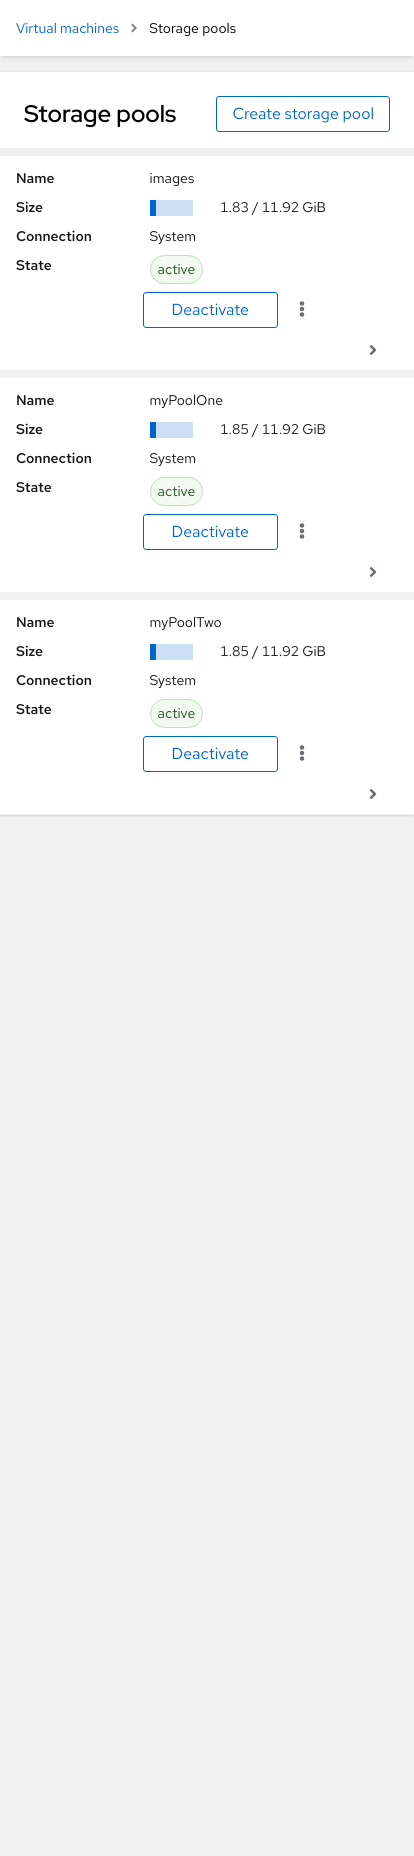 Virtual machines Storage pools
Storage pools Create storage pool
Name images
Size 1.83 / 11.92 GiB
Connection System
State active
Deactivate
Name myPoolOne
Size 1.85 / 11.92 GiB
Connection System
State active
Deactivate
Name myPoolTwo
Size 1.85 / 11.92 GiB
Connection System
State active
Deactivate